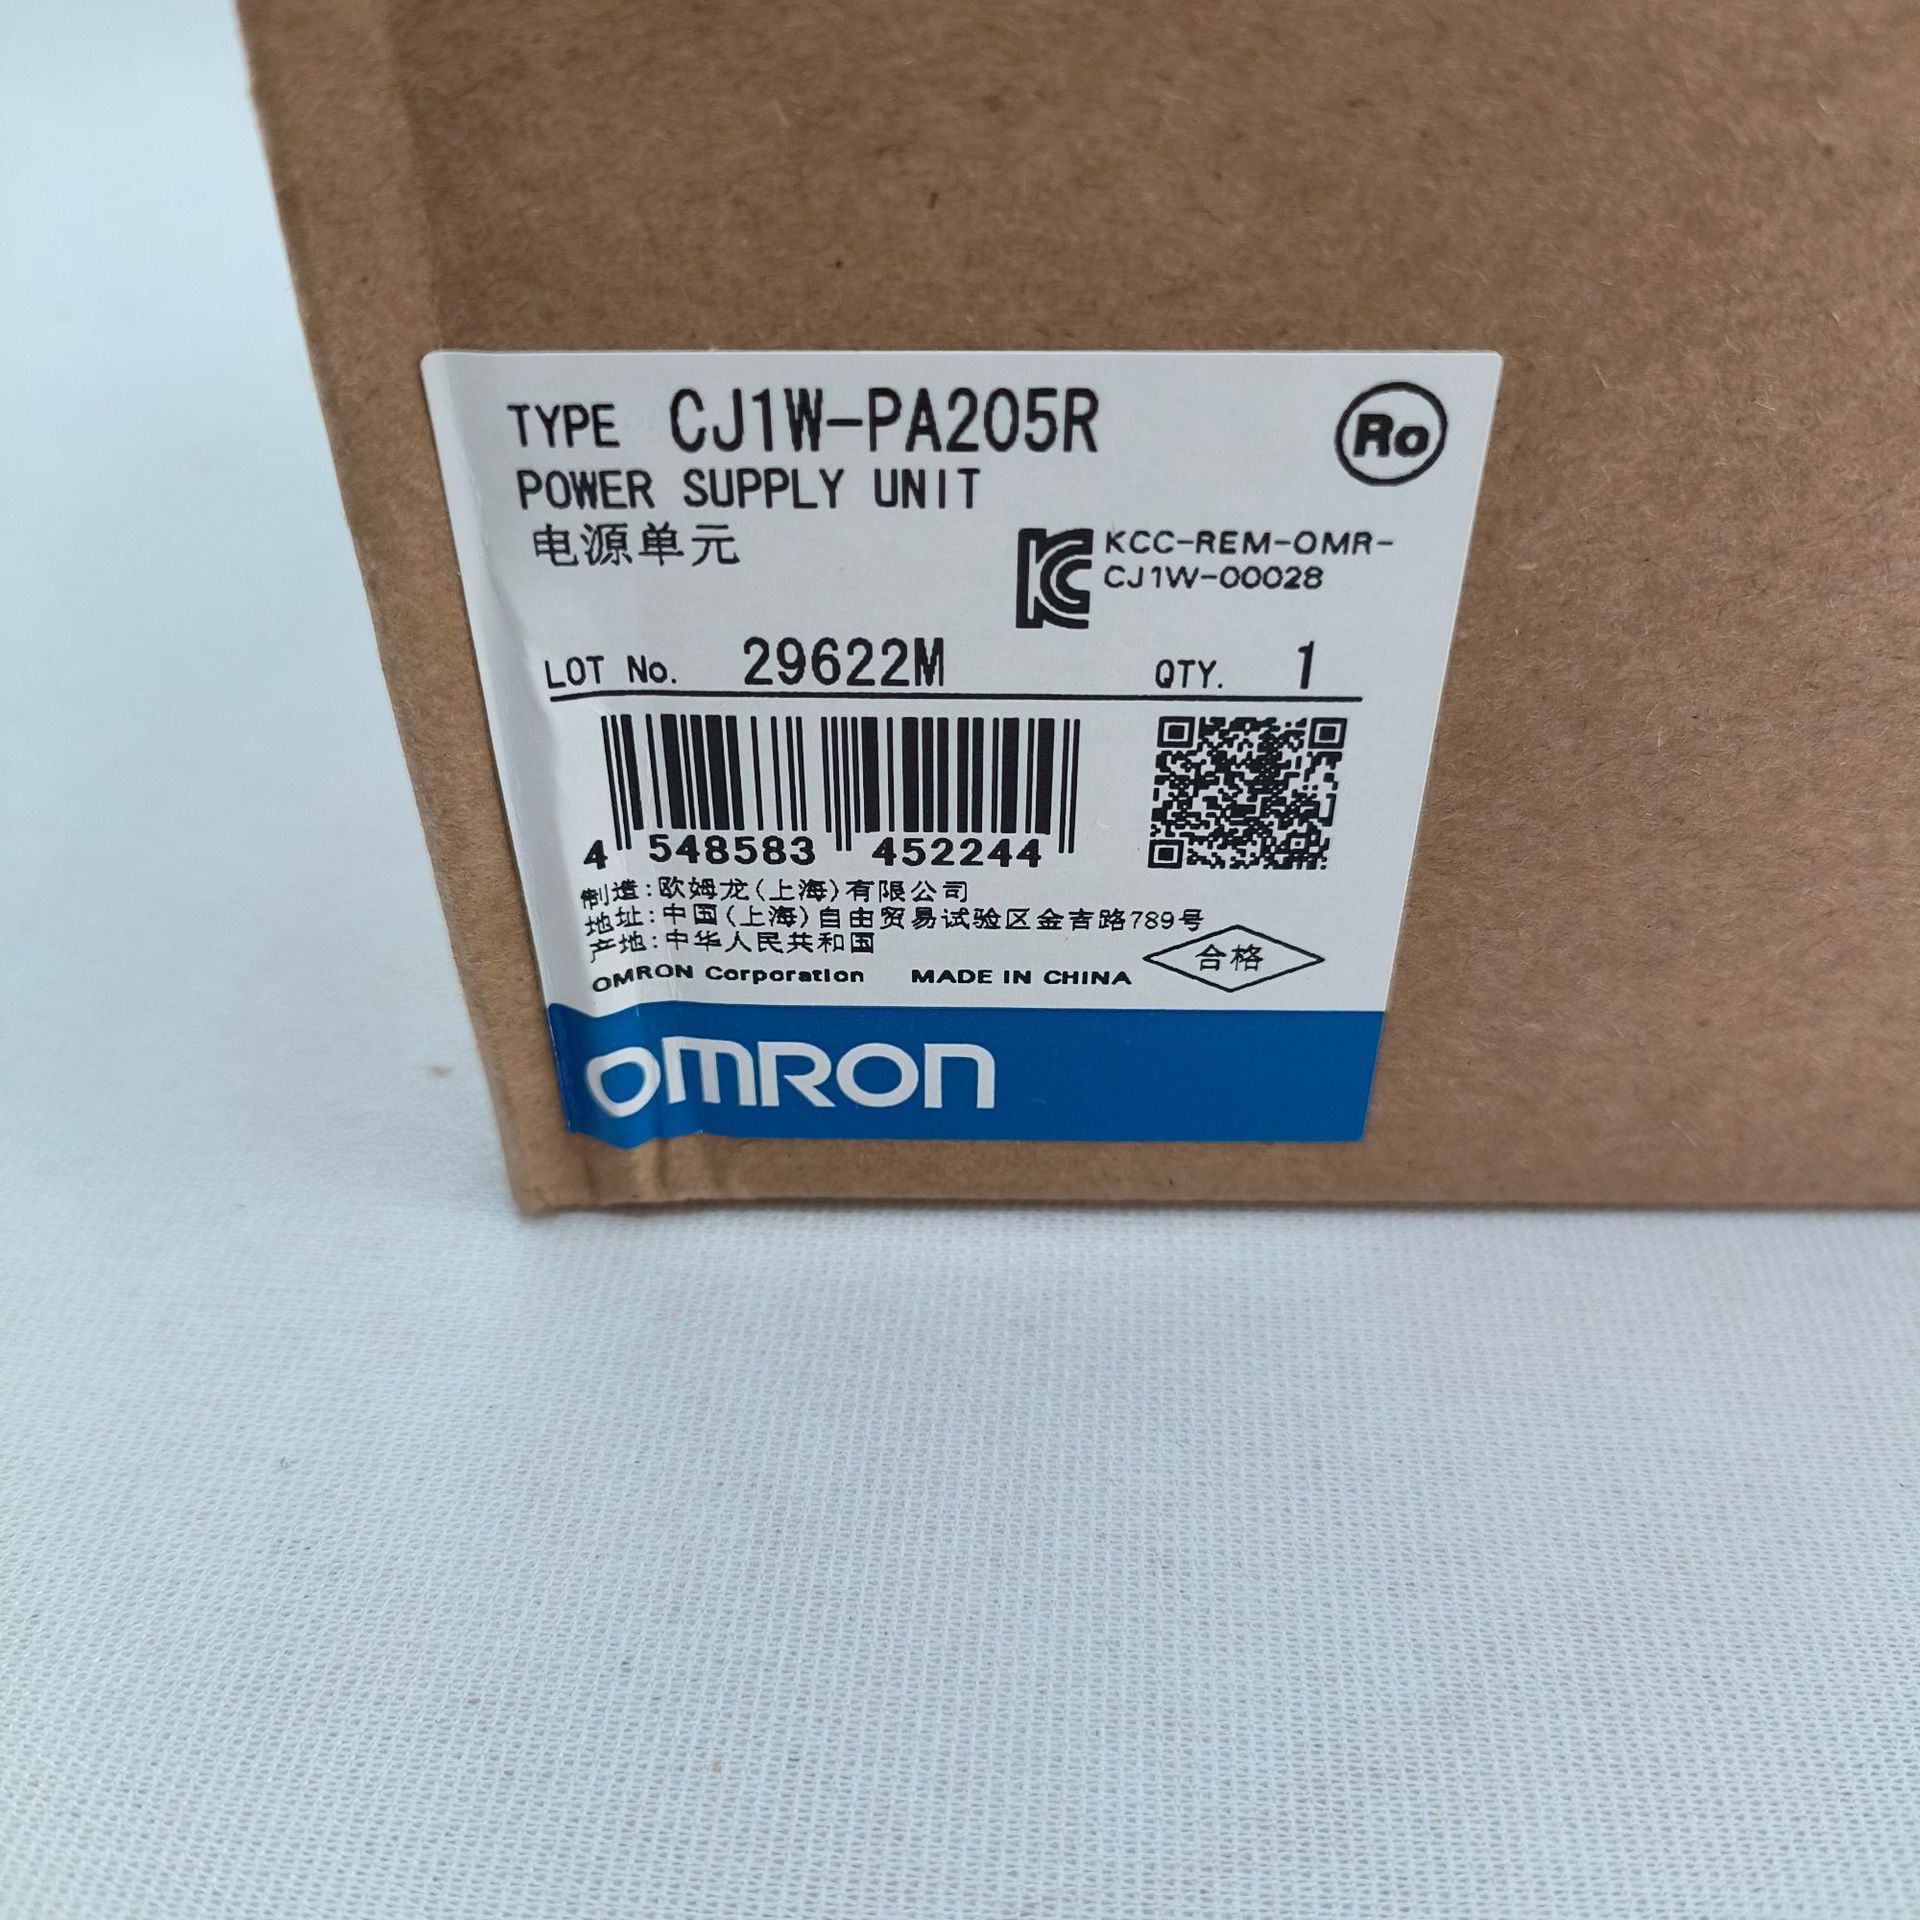 TYPE CJ1W-PA205R
Ro
POWER SUPPLY UNIT
电源单元
KCC-REM-OMR-
CJ1W-00028
LOT No. 29622M QTY. 1
4 548583 452244
制造:欧姆龙(上海)有限公司
地址:中国(上海)自由贸易试验区金吉路789号
产地:中华人民共和国
合格
OMRON Corporation MADE IN CHINA
OMRON